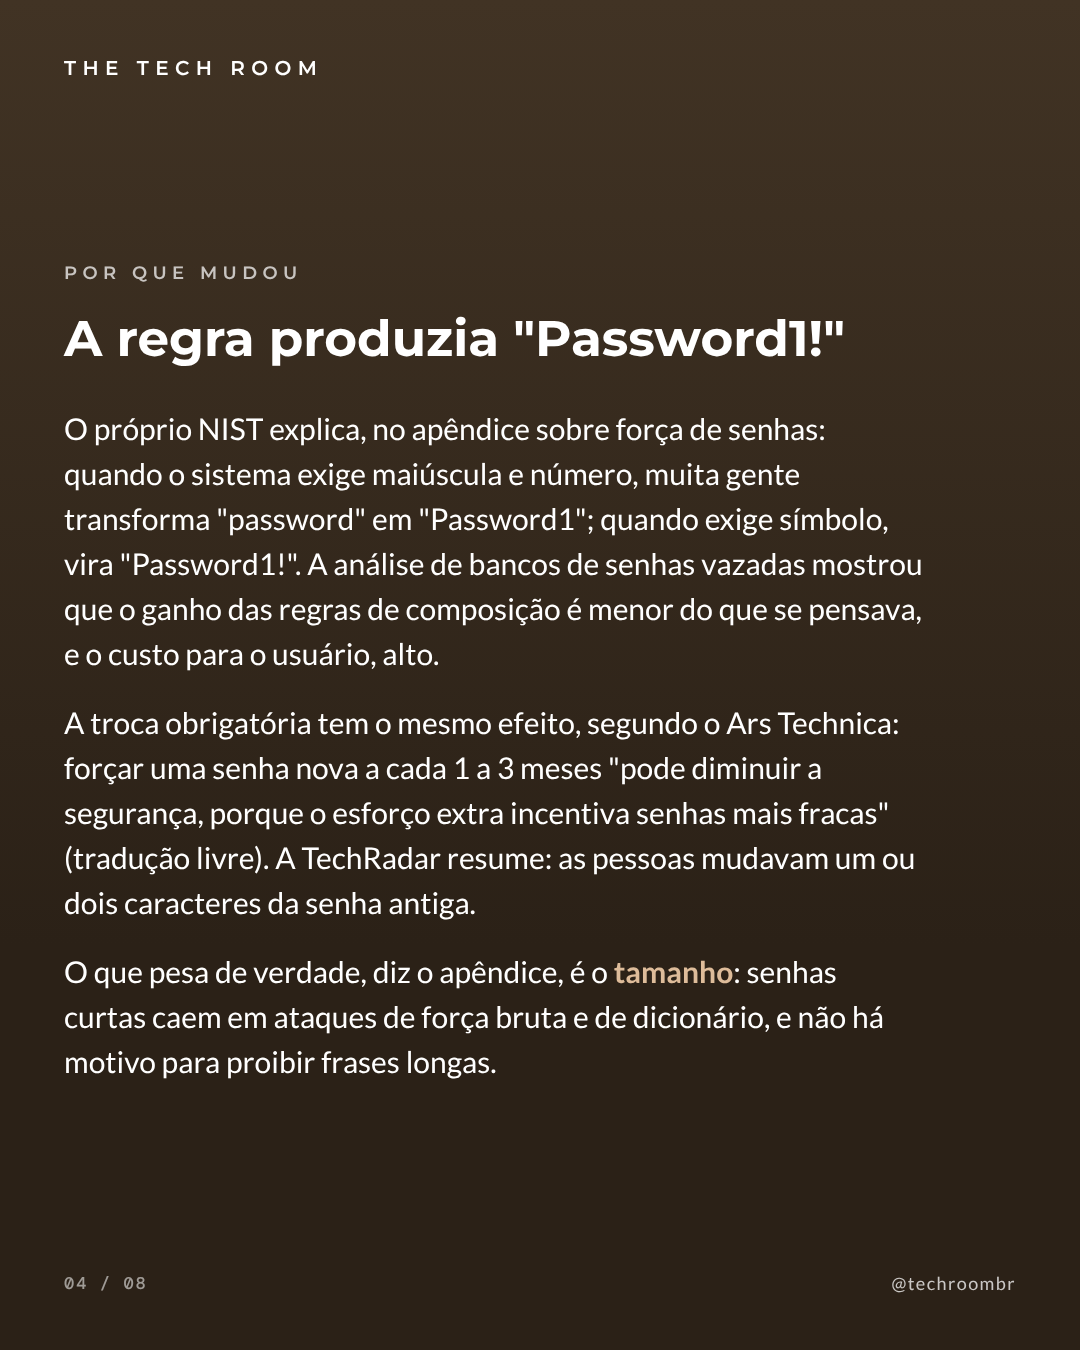 THE TECH ROOM
POR QUE MUDOU
A regra produzia "Password1!"
O próprio NIST explica, no apêndice sobre força de senhas:
quando o sistema exige maiúscula e número, muita gente
transforma "password" em "Password1"; quando exige símbolo,
vira "Password1!". A análise de bancos de senhas vazadas mostrou
que o ganho das regras de composição é menor do que se pensava,
e o custo para o usuário, alto.
A troca obrigatória tem o mesmo efeito, segundo o Ars Technica:
forçar uma senha nova a cada 1 a 3 meses "pode diminuir a
segurança, porque o esforço extra incentiva senhas mais fracas"
(tradução livre). A TechRadar resume: as pessoas mudavam um ou
dois caracteres da senha antiga.
O que pesa de verdade, diz o apêndice, é o tamanho: senhas
curtas caem em ataques de força bruta e de dicionário, e não há
motivo para proibir frases longas.
04 / 08
@techroombr